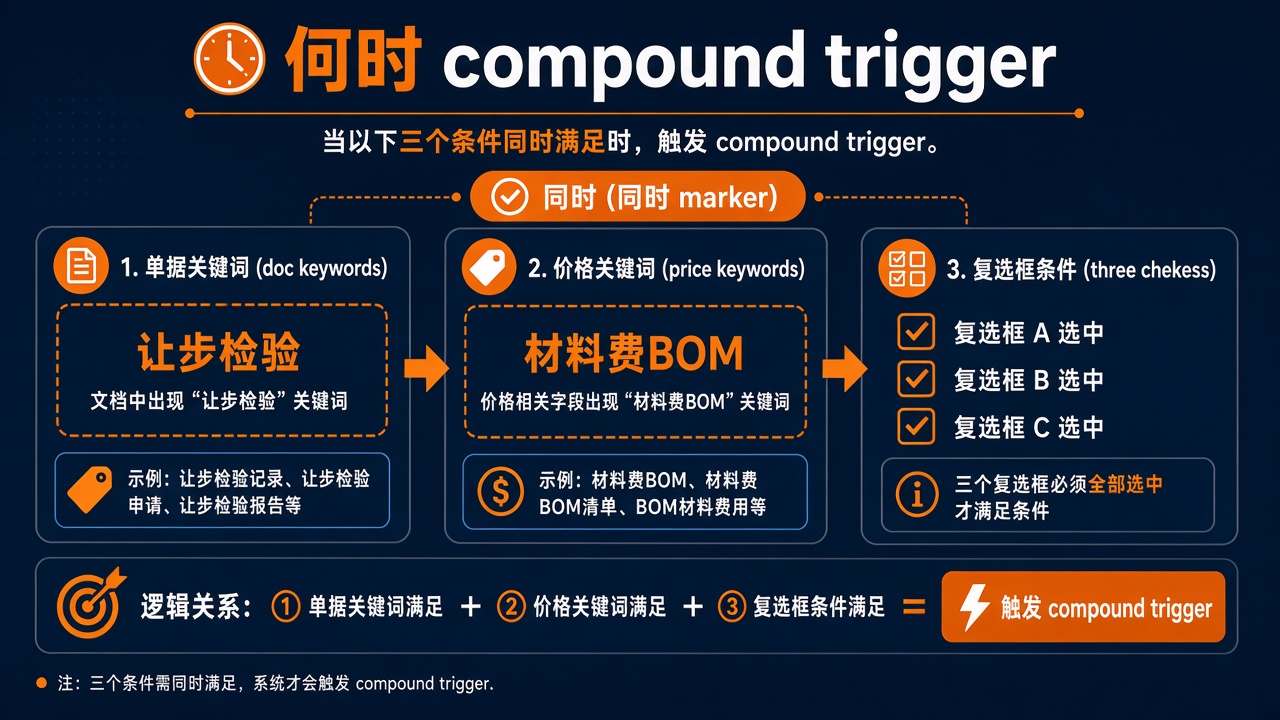 何时 compound trigger
当以下三个条件同时满足时，触发 compound trigger。
同时 (同时 marker)
1. 单据关键词 (doc keywords)
让步检验
文档中出现 “让步检验” 关键词
示例：让步检验记录、让步检验
申请、让步检验报告等
2. 价格关键词 (price keywords)
材料费BOM
价格相关字段出现 “材料费BOM” 关键词
示例：材料费BOM、材料费
BOM清单、BOM材料费用等
3. 复选框条件 (three chekess)
复选框 A 选中
复选框 B 选中
复选框 C 选中
三个复选框必须全部选中
才满足条件
逻辑关系： 1 单据关键词满足 + 2 价格关键词满足 + 3 复选框条件满足 = 触发 compound trigger
注：三个条件需同时满足，系统才会触发 compound trigger.